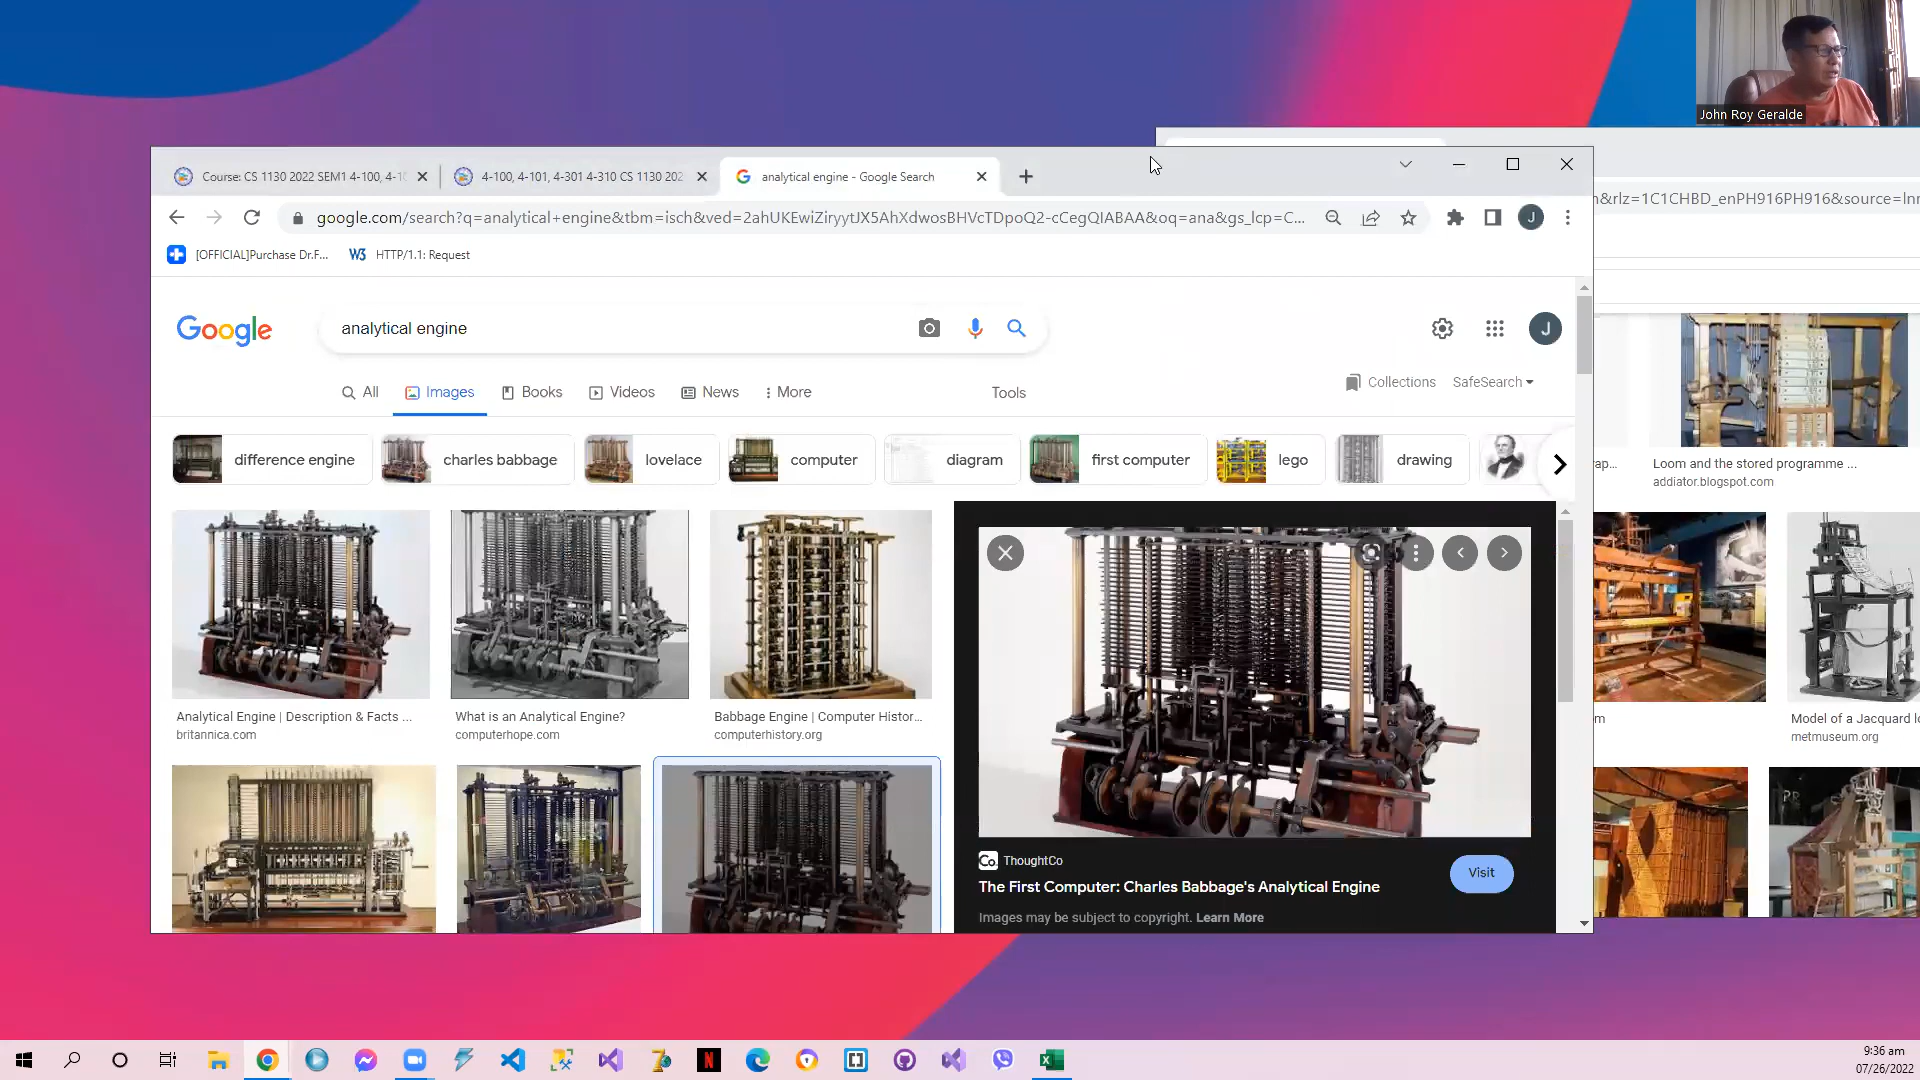 John Roy Geralde
Course: CS 1130 2022 SEM1 4-100, 4-10
4-100, 4-101, 4-301 4-310 CS 1130 202
analytical engine - Google Search
google.com/search?q=analytical+engine&tbm=isch&ved=2ahUKEwiZiryytJX5AhXdwosBHVcTDpoQ2-cCegQIABAA&oq=ana&gs_lcp=C...
J
n&rlz=1C1CHBD_enPH916PH916&source=lnr
[OFFICIAL]Purchase Dr.F...
W3 HTTP/1.1: Request
Google
analytical engine
J
All
Images
Books
Videos
News
More
Tools
Collections
SafeSearch
difference engine
charles babbage
lovelace
computer
diagram
first computer
lego
drawing
ap...
Loom and the stored programme ...
addiator.blogspot.com
Analytical Engine | Description & Facts ...
britannica.com
What is an Analytical Engine?
computerhope.com
Babbage Engine | Computer Histor...
computerhistory.org
m
Model of a Jacquard lo
metmuseum.org
Co. ThoughtCo
The First Computer: Charles Babbage's Analytical Engine
Visit
Images may be subject to copyright. Learn More
9:36 am
07/26/2022